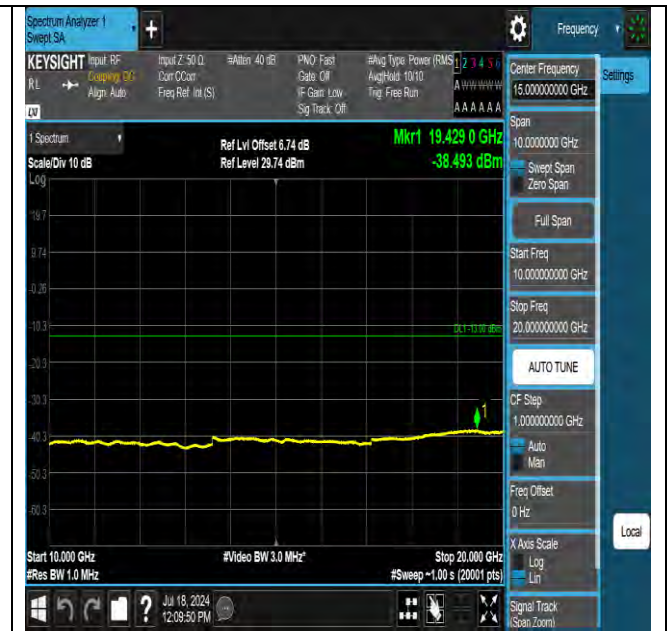 Spectrum Analyzer 1
Swept SA
+
Frequency
KEYSIGHT
RL
Input: RF
Coupling: DC
Align: Auto
Input Z: 50 Ω
Corr CCorr
Freq Ref: Int (S)
#Atten: 40 dB
PNO: Fast
Gate: Off
IF Gain: Low
Sig Track: Off
#Avg Type: Power (RMS
Avg|Hold: 10/10
Trig: Free Run
1 2 3 4 5 6
A W W W W W
A A A A A A
1 Spectrum
Scale/Div 10 dB
Log
Ref Lvl Offset 6.74 dB
Ref Level 29.74 dBm
Mkr1 19.429 0 GHz
-38.493 dBm
19.7
9.74
-0.26
-10.3
-20.3
-30.3
-40.3
-50.3
-60.3
DL1 -13.00 dBm
1
Start 10.000 GHz
#Res BW 1.0 MHz
#Video BW 3.0 MHz*
Stop 20.000 GHz
#Sweep ~1.00 s (20001 pts)
?
Jul 18, 2024
12:09:50 PM
Center Frequency
15.000000000 GHz
Settings
Span
10.0000000 GHz
Swept Span
Zero Span
Full Span
Start Freq
10.000000000 GHz
Stop Freq
20.000000000 GHz
AUTO TUNE
CF Step
1.000000000 GHz
Auto
Man
Freq Offset
0 Hz
X Axis Scale
Log
Lin
Local
Signal Track
(Span Zoom)